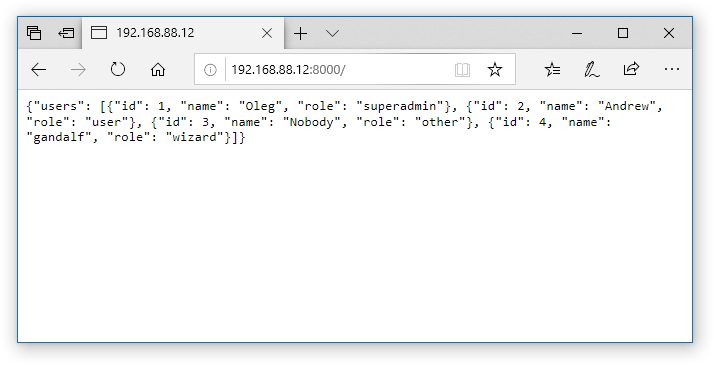 192.168.88.12
192.168.88.12:8000/
{"users": [{"id": 1, "name": "Oleg", "role": "superadmin"}, {"id": 2, "name": "Andrew",
"role": "user"}, {"id": 3, "name": "Nobody", "role": "other"}, {"id": 4, "name":
"gandalf", "role": "wizard"}]}